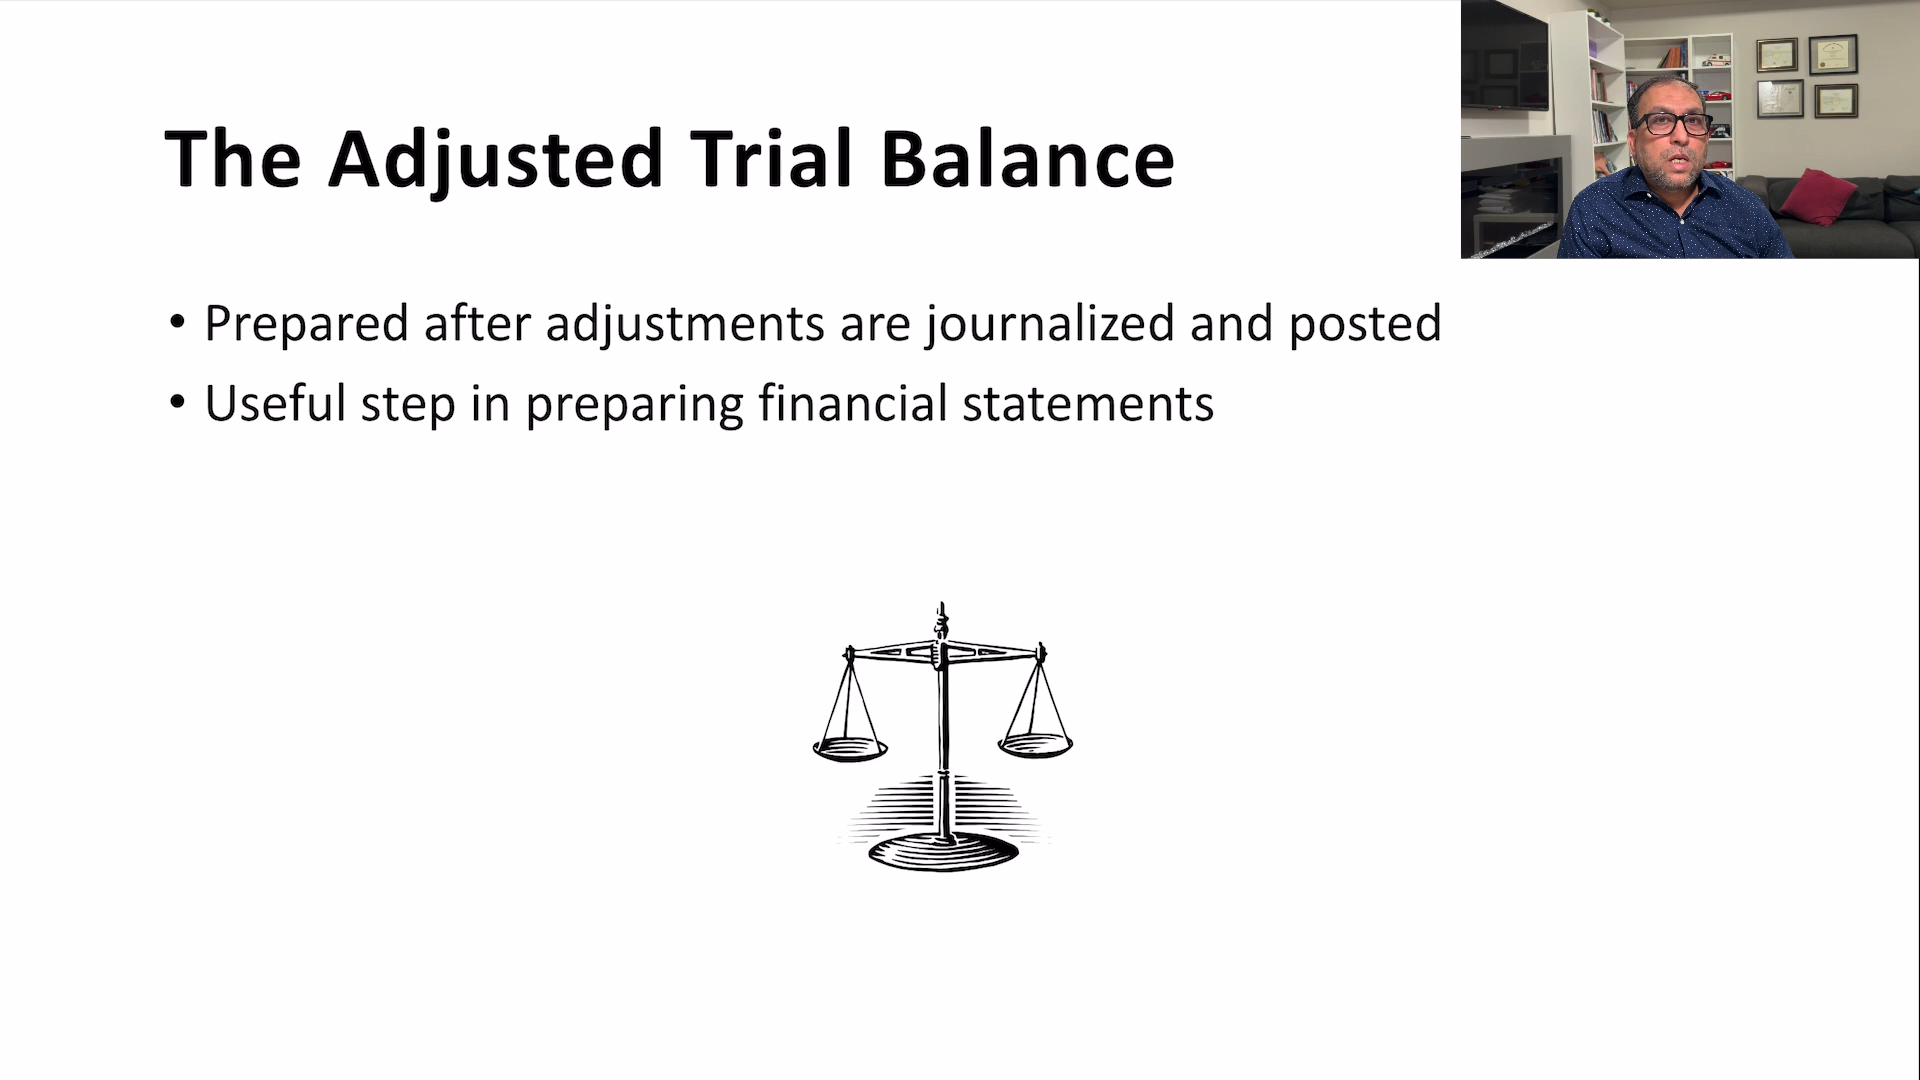 The Adjusted Trial Balance
• Prepared after adjustments are journalized and posted
• Useful step in preparing financial statements